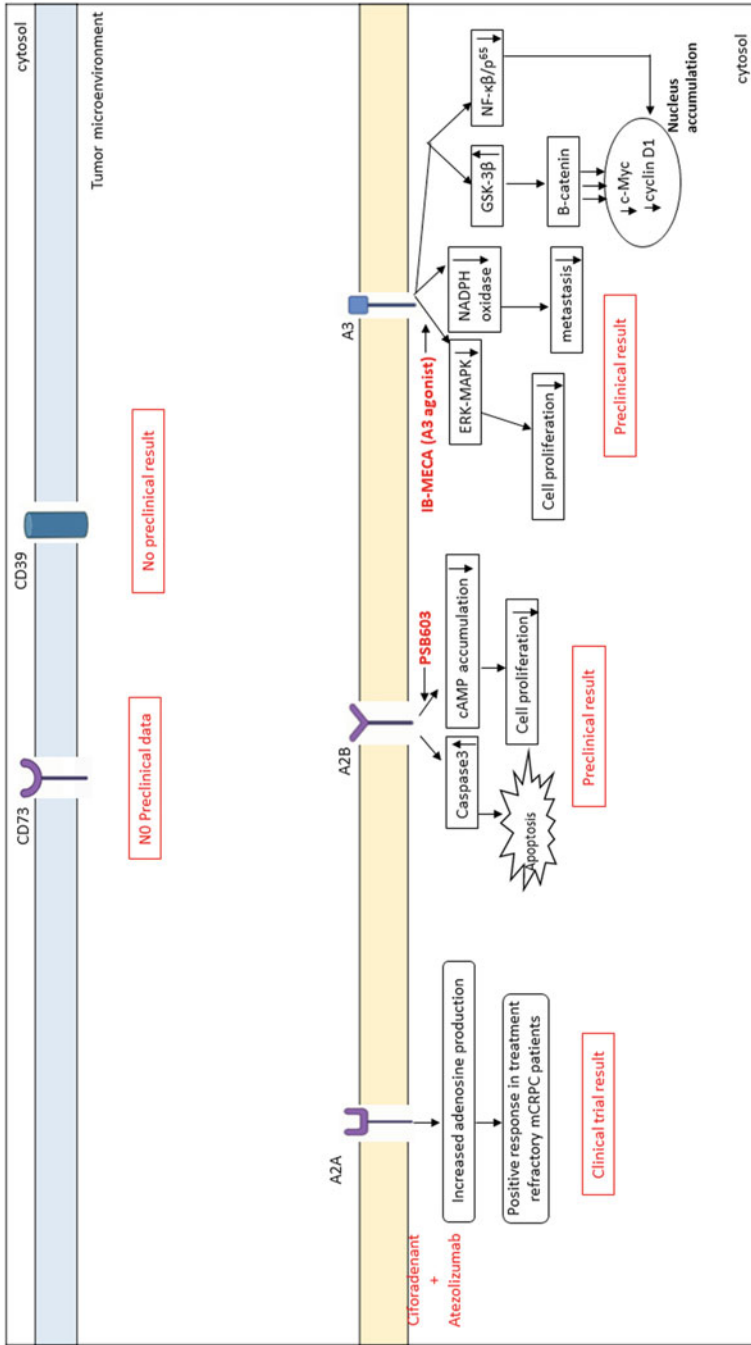 cytosol
Tumor microenvironment
CD73
CD39
N0 Preclinical data
No preclinical result
A2A
A2B
A3
Ciforadenant
+
Atezolizumab
Increased adenosine production
Positive response in treatment
refractory mCRPC patients
Clinical trial result
PSB603
Caspase3
cAMP accumulation
Apoptosis
Cell proliferation
Preclinical result
IB-MECA (A3 agonist)
ERK-MAPK
NADPH
oxidase
GSK-3β
NF-κβ/p⁶⁵
Cell proliferation
metastasis
B-catenin
c-Myc
cyclin D1
Nucleus
accumulation
Preclinical result
cytosol